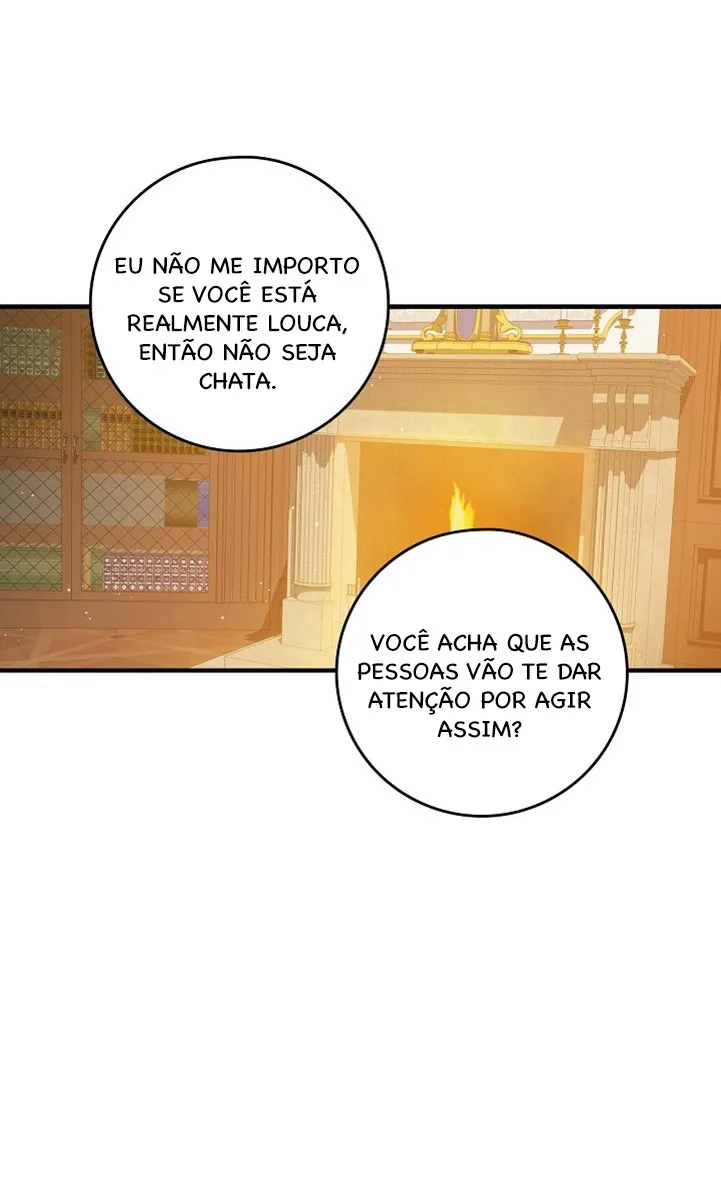 EU NÃO ME IMPORTO
SE VOCÊ ESTÁ
REALMENTE LOUCA,
ENTÃO NÃO SEJA
CHATA.
VOCÊ ACHA QUE AS
PESSOAS VÃO TE DAR
ATENÇÃO POR AGIR
ASSIM?